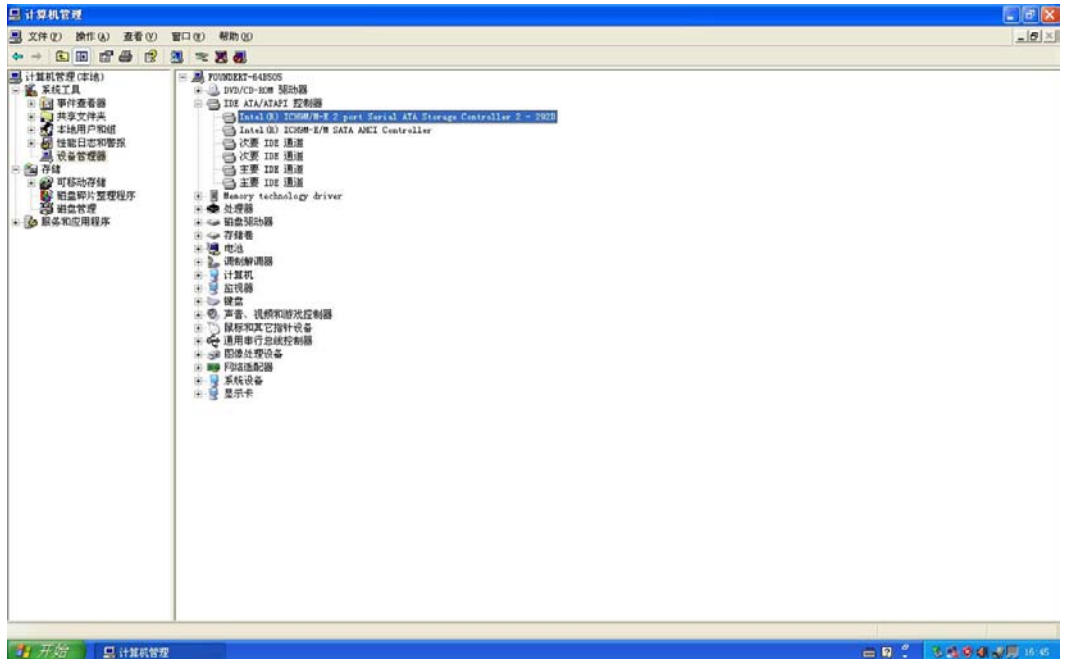 计算机管理
文件(F) 操作(A) 查看(V) 窗口(W) 帮助(H)
计算机管理(本地)
系统工具
事件查看器
共享文件夹
本地用户和组
性能日志和警报
设备管理器
存储
可移动存储
磁盘碎片整理程序
磁盘管理
服务和应用程序
FOUNDERT-64B5O5
DVD/CD-ROM 驱动器
IDE ATA/ATAPI 控制器
Intel(R) ICH9M/M-E 2 port Serial ATA Storage Controller 2 - 292D
Intel(R) ICH9M-E/M SATA AHCI Controller
次要 IDE 通道
次要 IDE 通道
主要 IDE 通道
主要 IDE 通道
Memory technology driver
处理器
磁盘驱动器
存储卷
电池
调制解调器
计算机
监视器
键盘
声音、视频和游戏控制器
鼠标和其它指针设备
通用串行总线控制器
图像处理设备
网络适配器
系统设备
显示卡
开始
计算机管理
16:45